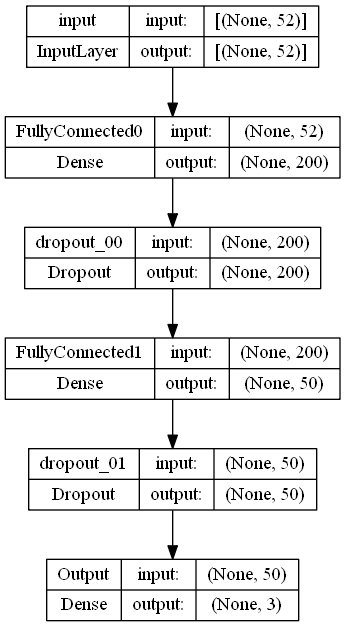 input input: [(None, 52)]
InputLayer output: [(None, 52)]
FullyConnected0 input: (None, 52)
Dense output: (None, 200)
dropout_00 input: (None, 200)
Dropout output: (None, 200)
FullyConnected1 input: (None, 200)
Dense output: (None, 50)
dropout_01 input: (None, 50)
Dropout output: (None, 50)
Output input: (None, 50)
Dense output: (None, 3)